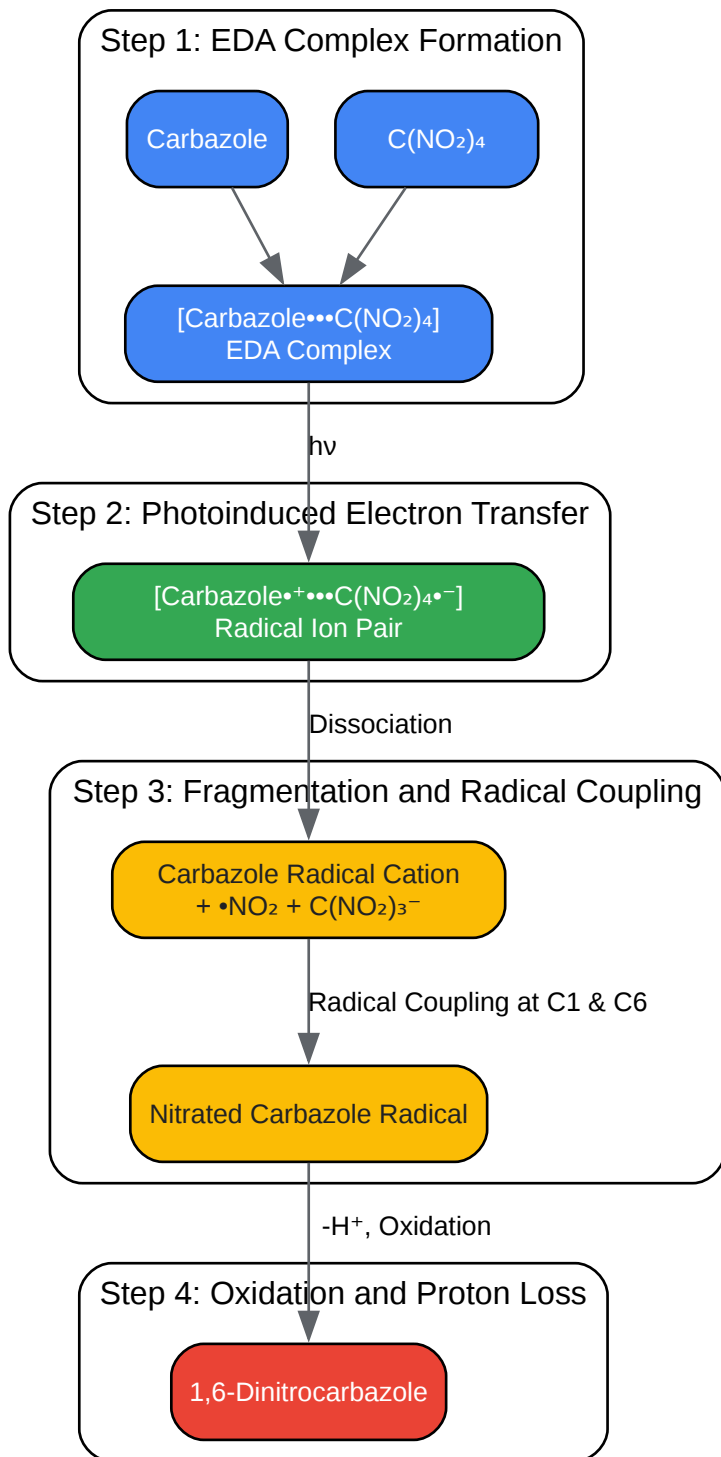 Step 1: EDA Complex Formation
Carbazole
C(NO₂)₄
[Carbazole•••C(NO₂)₄]
EDA Complex
hν
Step 2: Photoinduced Electron Transfer
[Carbazole•⁺•••C(NO₂)₄•⁻]
Radical Ion Pair
Dissociation
Step 3: Fragmentation and Radical Coupling
Carbazole Radical Cation
+ •NO₂ + C(NO₂)₃⁻
Radical Coupling at C1 & C6
Nitrated Carbazole Radical
-H⁺, Oxidation
Step 4: Oxidation and Proton Loss
1,6-Dinitrocarbazole